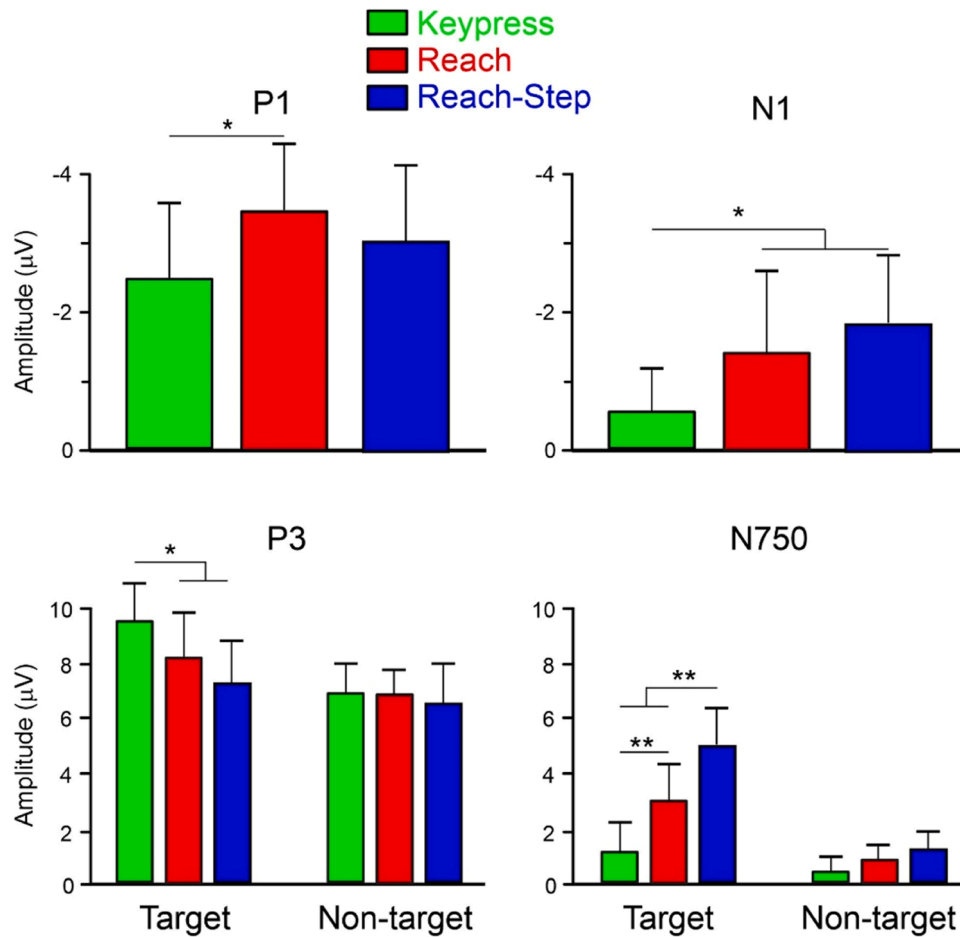 Keypress
Reach
Reach-Step
P1
N1
*
*
-4
-2
0
Amplitude (µV)
-4
-2
0
P3
N750
*
**
**
10
8
6
4
2
0
Amplitude (µV)
10
8
6
4
2
0
Target
Non-target
Target
Non-target